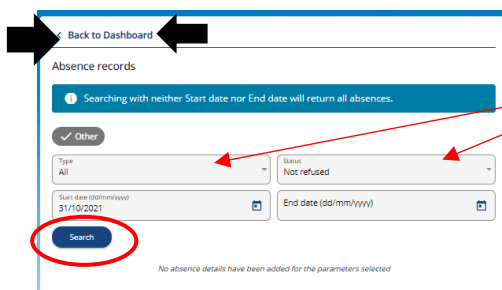 Back to Dashboard
Absence records
Searching with neither Start date nor End date will return all absences.
Other
Type
All
Status
Not refused
Start date (dd/mm/yyyy)
31/10/2021
End date (dd/mm/yyyy)
Search
No absence details have been added for the parameters selected